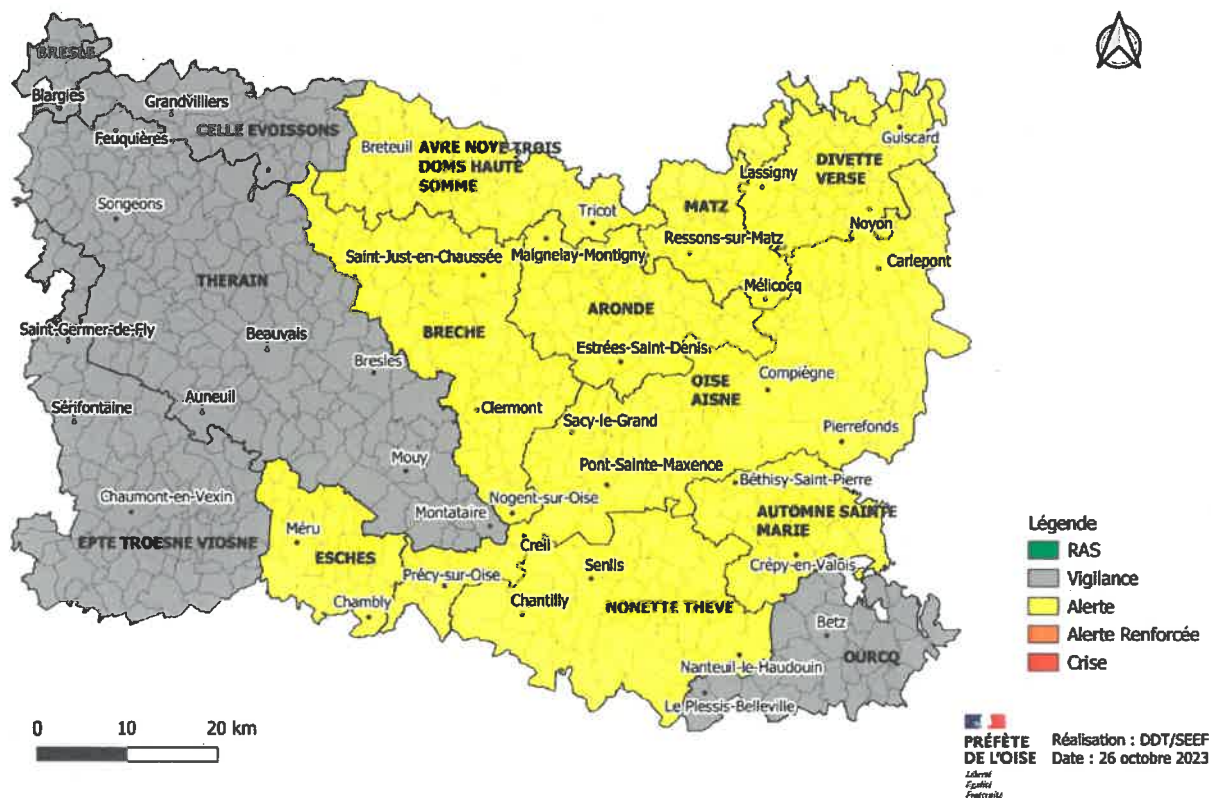 BRESLE
Blargies
Grandvilliers
CELLE EVOISSONS
Feuquières
Breteuil
AVRE NOYE TROIS
DOMS HAUTE
SOMME
Guiscard
DIVETTE
VERSE
Lassigny
Songeons
Tricot
MATZ
Noyon
Saint-Just-en-Chaussée
Maignelay-Montigny
Ressons-sur-Matz
Carlepont
THERAIN
Mélicocq
ARONDE
Saint-Germer-de-Fly
Beauvais
BRECHE
Estrées-Saint-Denis
Bresles
OISE
AISNE
Compiègne
Sérifontaine
Auneuil
Clermont
Sacy-le-Grand
Pierrefonds
Mouy
Pont-Sainte-Maxence
Béthisy-Saint-Pierre
Chaumont-en-Vexin
Nogent-sur-Oise
Montataire
AUTOMNE SAINTE
MARIE
EPTE TROESNE VIOSNE
Méru
ESCHES
Creil
Senlis
Crépy-en-Valois
Précy-sur-Oise
Chambly
Chantilly
NONETTE THEVE
Betz
OURCQ
Nanteuil-le-Haudouin
Le Plessis-Belleville
Légende
RAS
Vigilance
Alerte
Alerte Renforcée
Crise
0 10 20 km
PRÉFÈTE
DE L'OISE
Liberté
Égalité
Fraternité
Réalisation : DDT/SEEF
Date : 26 octobre 2023